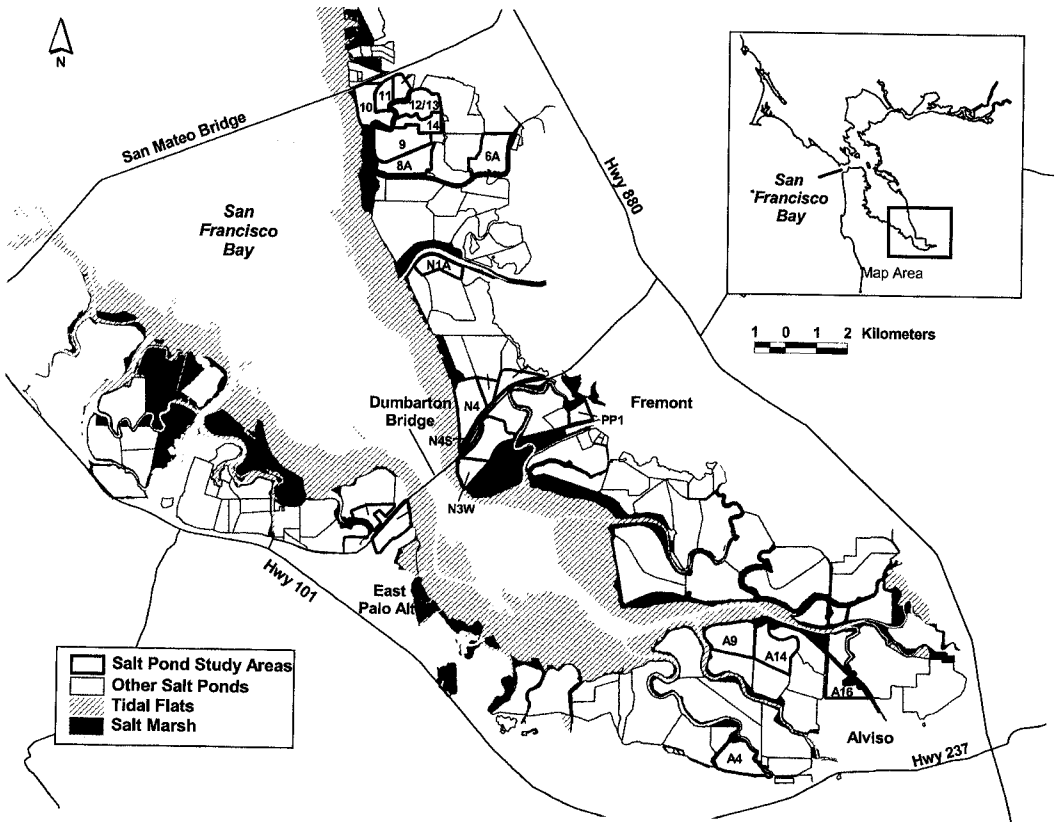 N
San Mateo Bridge
10
11
12/13
14
9
8A
6A
Hwy 880
San
Francisco
Bay
San
Francisco
Bay
Map Area
1 0 1 2 Kilometers
N1A
Dumbarton
Bridge
N4
N4S
PP1
Fremont
N3W
Hwy 101
East
Palo Alto
A9
A14
A16
Alviso
A4
Hwy 237
Salt Pond Study Areas
Other Salt Ponds
Tidal Flats
Salt Marsh